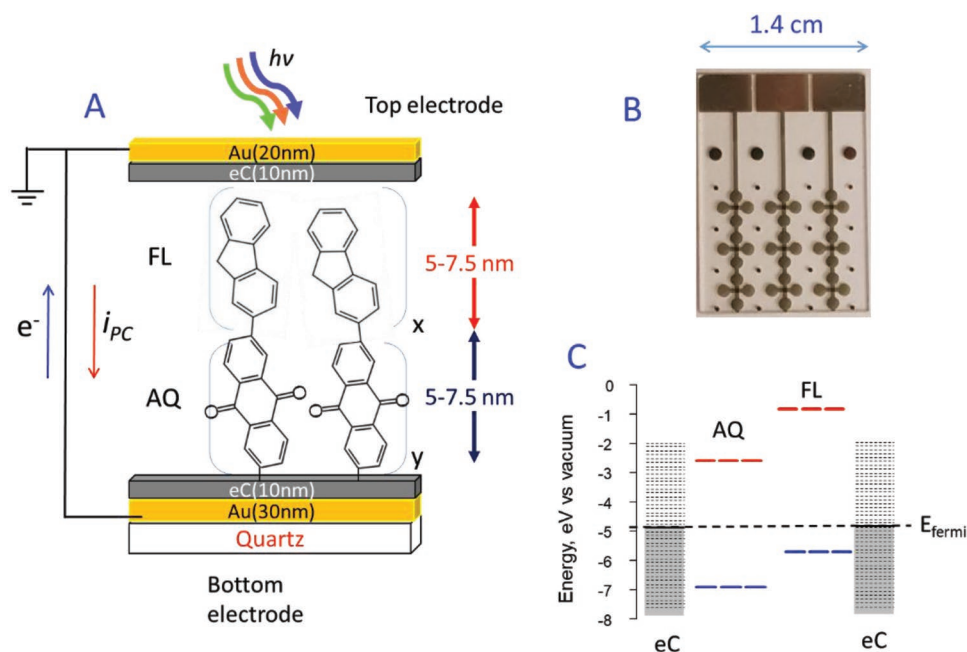 A
hν
Top electrode
Au(20nm)
eC(10nm)
FL
5-7.5 nm
x
e-
iPC
AQ
5-7.5 nm
y
eC(10nm)
Au(30nm)
Quartz
Bottom
electrode
1.4 cm
B
C
Energy, eV vs vacuum
0
-1
-2
-3
-4
-5
-6
-7
-8
AQ
FL
Efermi
eC
eC